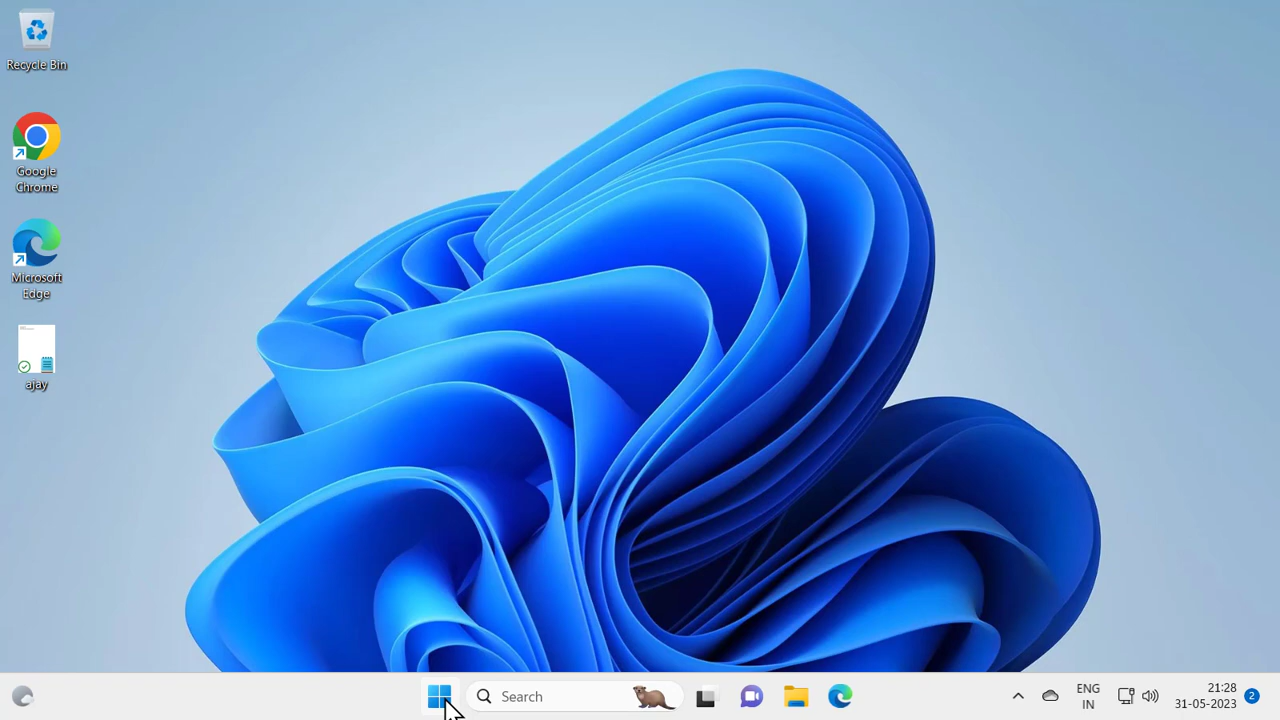 Recycle Bin
Google
Chrome
Microsoft
Edge
ajay
Search
ENG
IN
21:28
31-05-2023
2